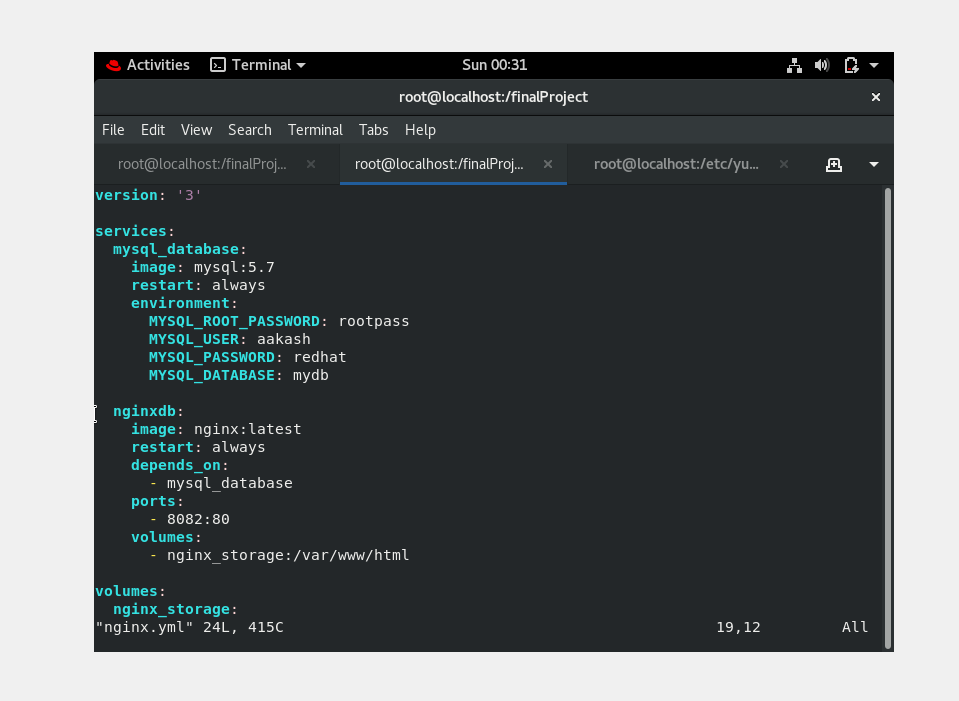 Activities Terminal Sun 00:31
root@localhost:/finalProject
File Edit View Search Terminal Tabs Help
root@localhost:/finalProj... root@localhost:/finalProj... root@localhost:/etc/yu...
version: '3'
services:
  mysql_database:
    image: mysql:5.7
    restart: always
    environment:
      MYSQL_ROOT_PASSWORD: rootpass
      MYSQL_USER: aakash
      MYSQL_PASSWORD: redhat
      MYSQL_DATABASE: mydb
  nginxdb:
    image: nginx:latest
    restart: always
    depends_on:
      - mysql_database
    ports:
      - 8082:80
    volumes:
      - nginx_storage:/var/www/html
volumes:
  nginx_storage:
"nginx.yml" 24L, 415C 19,12 All